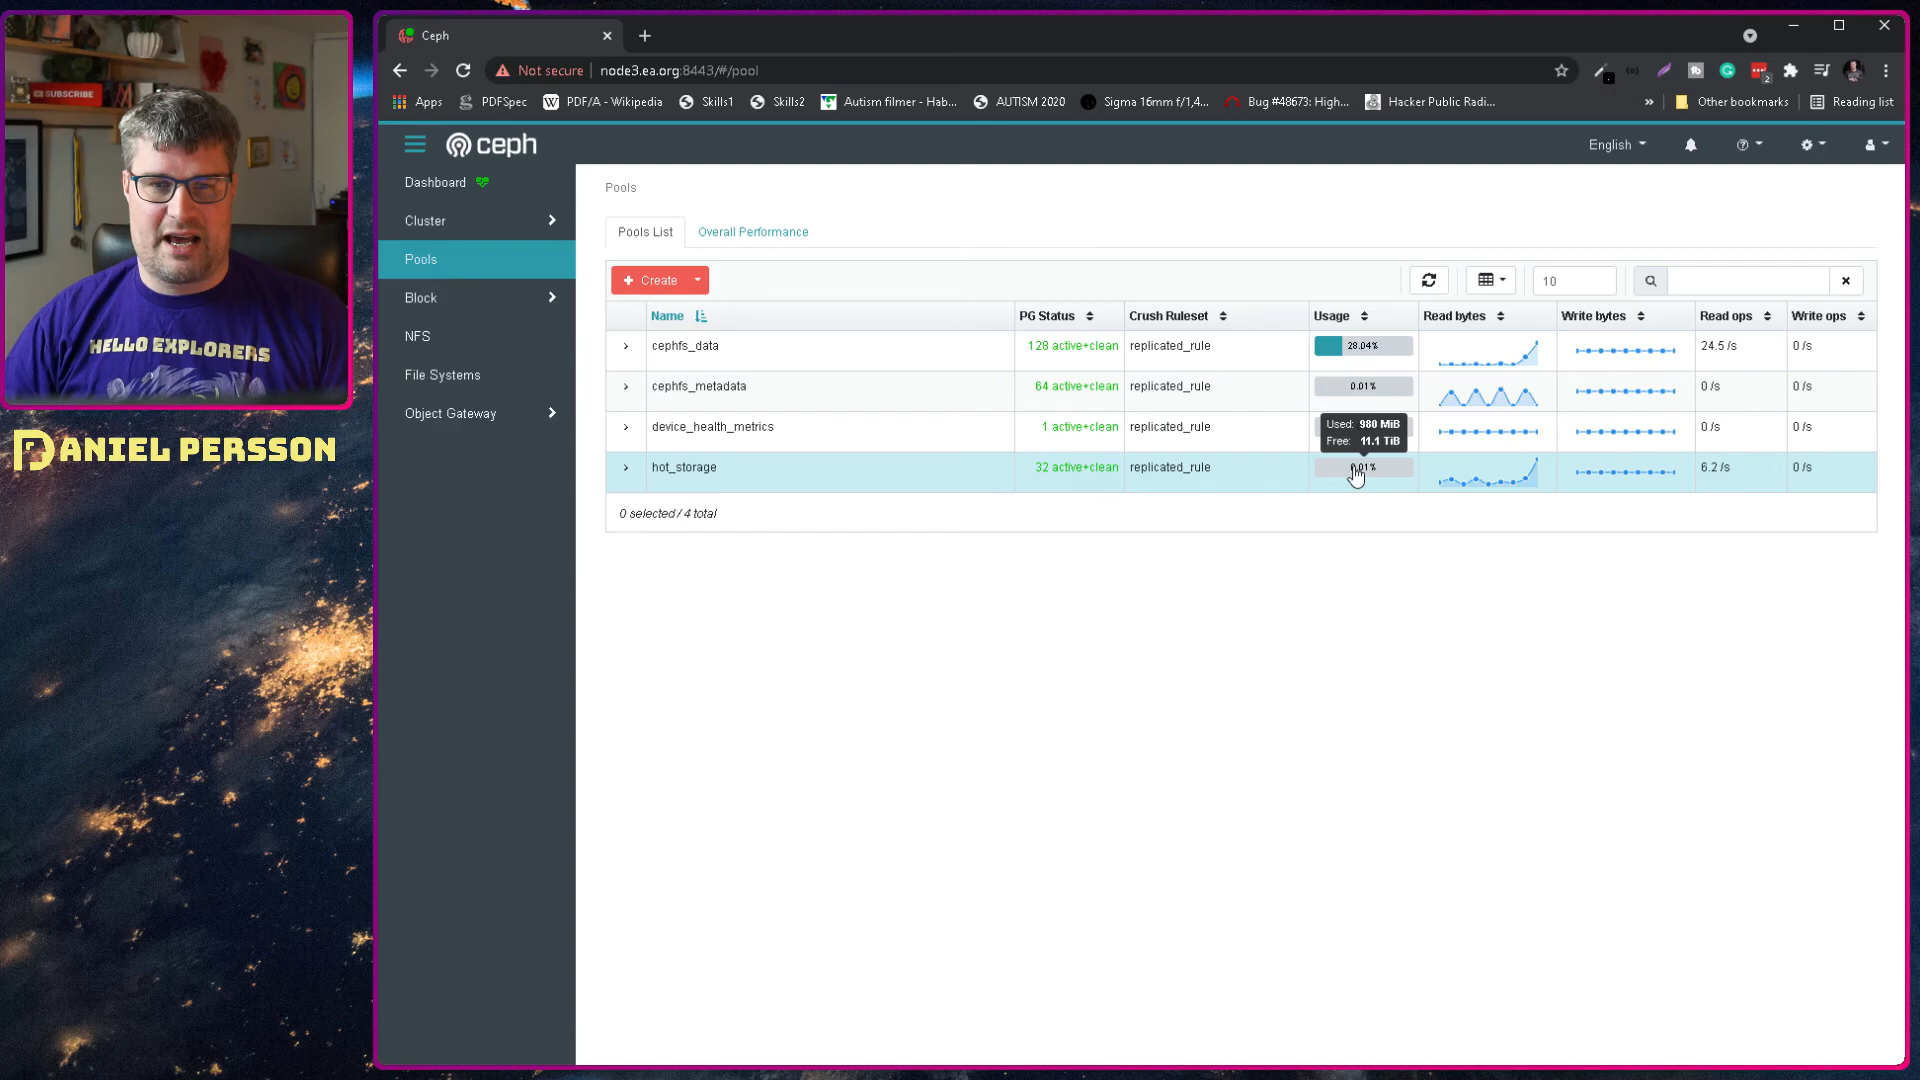 SUBSCRIBE
HELLO EXPLORERS
DANIEL PERSSON
Ceph
Not secure
node3.ea.org:8443/#/pool
2
Apps
PDFSpec
PDF/A - Wikipedia
Skills1
Skills2
Autism filmer - Hab...
AUTISM 2020
Sigma 16mm f/1,4...
Bug #48673: High...
Hacker Public Radi...
»
Other bookmarks
Reading list
ceph
English
Dashboard
Cluster
Pools
Block
NFS
File Systems
Object Gateway
Pools
Pools List
Overall Performance
+ Create
10
Name
PG Status
Crush Ruleset
Usage
Read bytes
Write bytes
Read ops
Write ops
cephfs_data
128 active+clean
replicated_rule
28.04%
24.5 /s
0 /s
cephfs_metadata
64 active+clean
replicated_rule
0.01%
0 /s
0 /s
device_health_metrics
1 active+clean
replicated_rule
Used: 980 MiB
Free: 11.1 TiB
0 /s
0 /s
hot_storage
32 active+clean
replicated_rule
0.01%
6.2 /s
0 /s
0 selected / 4 total